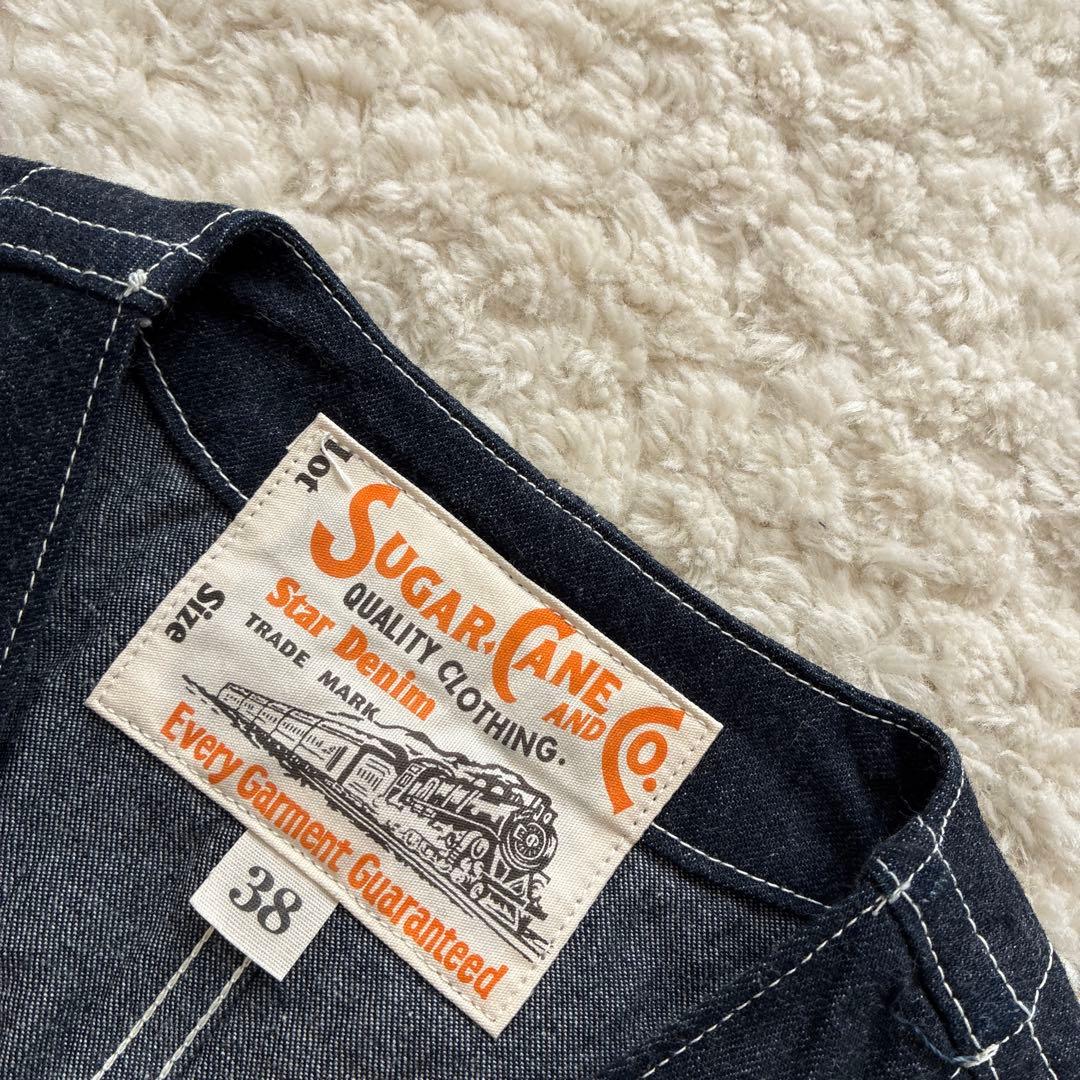 Lot
SUGAR CANE AND CO.
QUALITY CLOTHING.
Star Denim
TRADE MARK
Size
Every Garment Guaranteed
38